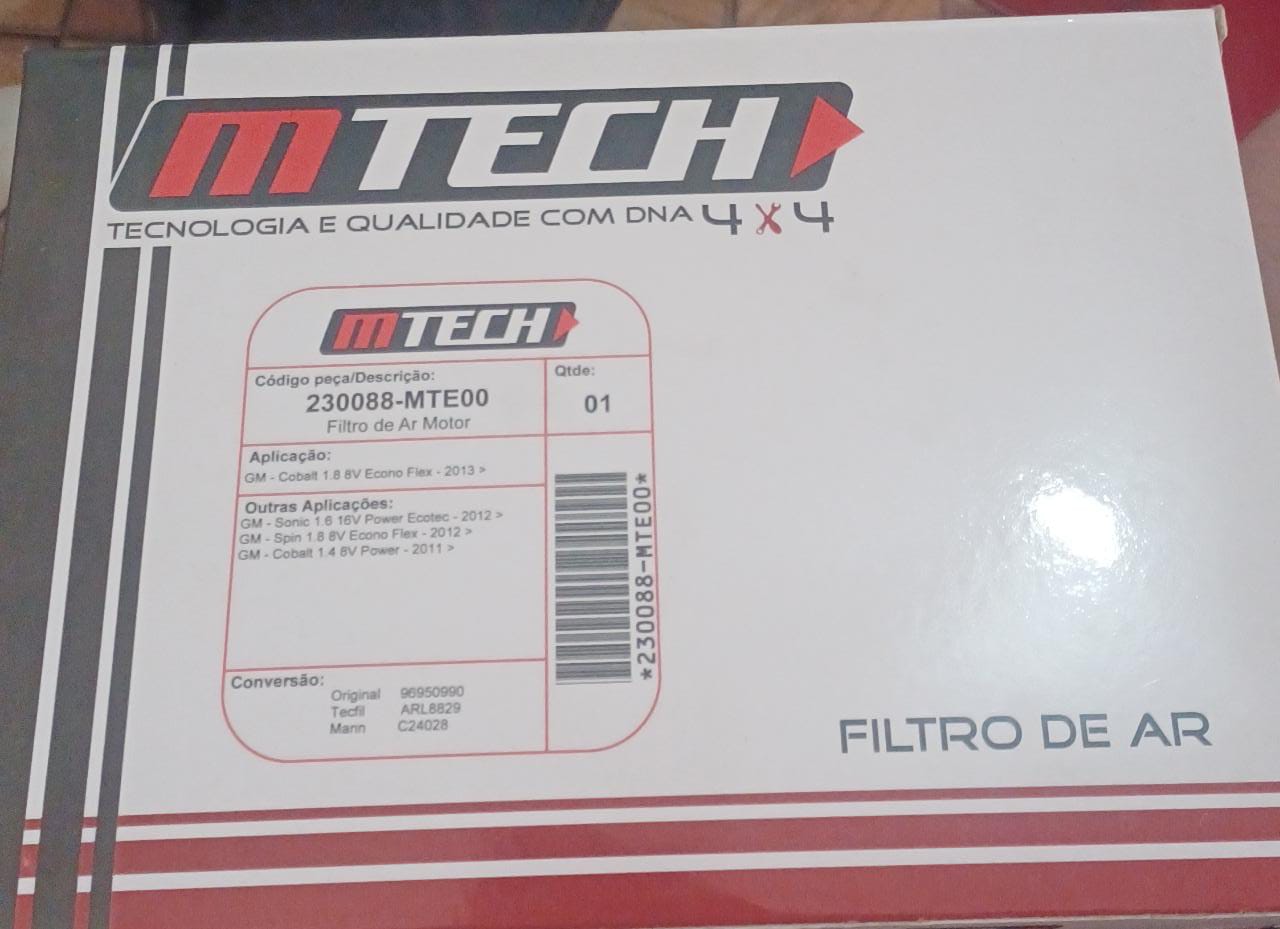 MTECH
TECNOLOGIA E QUALIDADE COM DNA 4X4
MTECH
Código peça/Descrição:
230088-MTE00
Filtro de Ar Motor
Qtde:
01
Aplicação:
GM - Cobalt 1.8 8V Econo Flex - 2013 >
Outras Aplicações:
GM - Sonic 1.6 16V Power Ecotec - 2012 >
GM - Spin 1.8 8V Econo Flex - 2012 >
GM - Cobalt 1.4 8V Power - 2011 >
*230088-MTE00*
Conversão:
Original 96950990
Tecfil ARL8829
Mann C24028
FILTRO DE AR